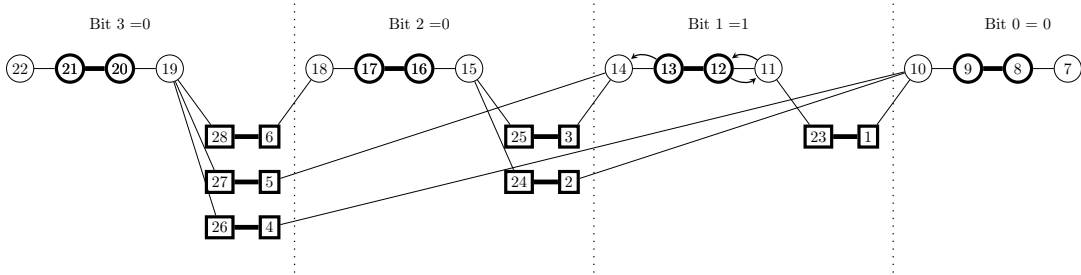 Bit 3 =0
Bit 2 =0
Bit 1 =1
Bit 0 = 0
22 21 20 19
18 17 16 15
14 13 12 11
10 9 8 7
28 6
25 3
23 1
27 5
24 2
26 4